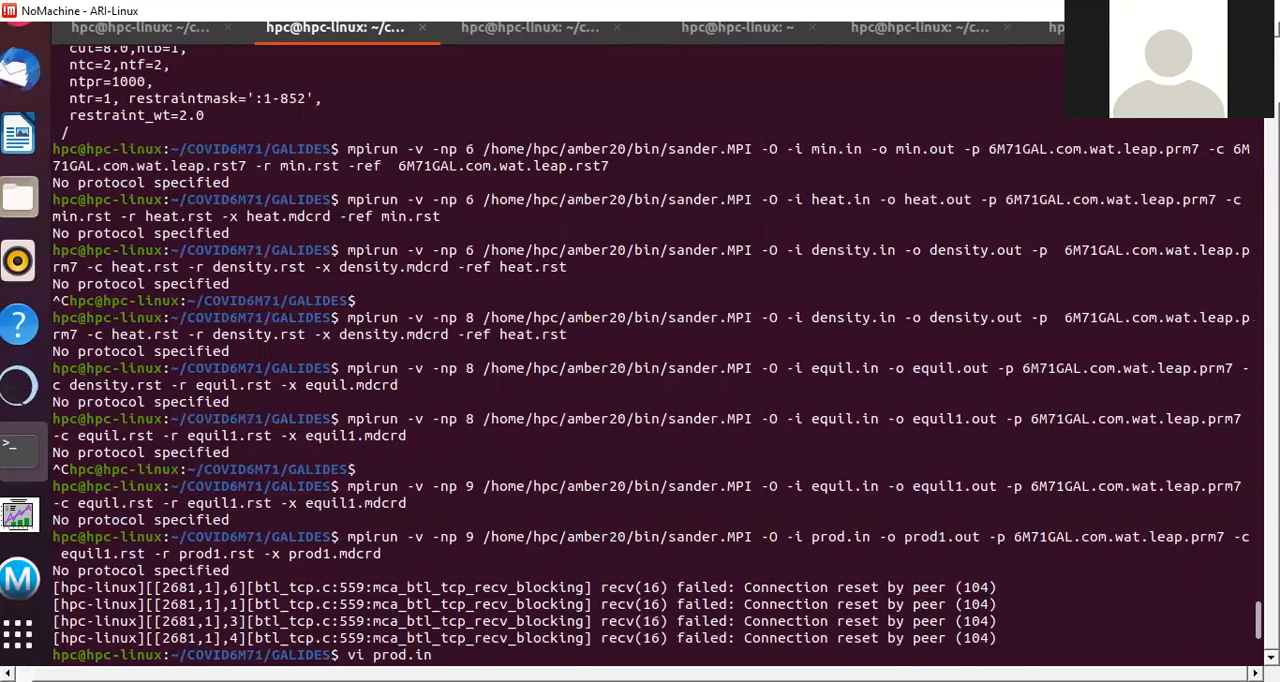 NoMachine - ARI-Linux
hpc@hpc-linux: ~/c... × hpc@hpc-linux: ~/c... × hpc@hpc-linux: ~/c... × hpc@hpc-linux: ~ × hpc@hpc-linux: ~/c... × hp
cut=8.0,ntb=1,
ntc=2,ntf=2,
ntpr=1000,
ntr=1, restraintmask=':1-852',
restraint_wt=2.0
/
hpc@hpc-linux:~/COVID6M71/GALIDES$ mpirun -v -np 6 /home/hpc/amber20/bin/sander.MPI -O -i min.in -o min.out -p 6M71GAL.com.wat.leap.prm7 -c 6M
71GAL.com.wat.leap.rst7 -r min.rst -ref  6M71GAL.com.wat.leap.rst7
No protocol specified
hpc@hpc-linux:~/COVID6M71/GALIDES$ mpirun -v -np 6 /home/hpc/amber20/bin/sander.MPI -O -i heat.in -o heat.out -p 6M71GAL.com.wat.leap.prm7 -c
min.rst -r heat.rst -x heat.mdcrd -ref min.rst
No protocol specified
hpc@hpc-linux:~/COVID6M71/GALIDES$ mpirun -v -np 6 /home/hpc/amber20/bin/sander.MPI -O -i density.in -o density.out -p  6M71GAL.com.wat.leap.p
rm7 -c heat.rst -r density.rst -x density.mdcrd -ref heat.rst
No protocol specified
^Chpc@hpc-linux:~/COVID6M71/GALIDES$
hpc@hpc-linux:~/COVID6M71/GALIDES$ mpirun -v -np 8 /home/hpc/amber20/bin/sander.MPI -O -i density.in -o density.out -p  6M71GAL.com.wat.leap.p
rm7 -c heat.rst -r density.rst -x density.mdcrd -ref heat.rst
No protocol specified
hpc@hpc-linux:~/COVID6M71/GALIDES$ mpirun -v -np 8 /home/hpc/amber20/bin/sander.MPI -O -i equil.in -o equil.out -p 6M71GAL.com.wat.leap.prm7 -
c density.rst -r equil.rst -x equil.mdcrd
No protocol specified
hpc@hpc-linux:~/COVID6M71/GALIDES$ mpirun -v -np 8 /home/hpc/amber20/bin/sander.MPI -O -i equil.in -o equil1.out -p 6M71GAL.com.wat.leap.prm7
-c equil.rst -r equil1.rst -x equil1.mdcrd
No protocol specified
^Chpc@hpc-linux:~/COVID6M71/GALIDES$
hpc@hpc-linux:~/COVID6M71/GALIDES$ mpirun -v -np 9 /home/hpc/amber20/bin/sander.MPI -O -i equil.in -o equil1.out -p 6M71GAL.com.wat.leap.prm7
-c equil.rst -r equil1.rst -x equil1.mdcrd
No protocol specified
hpc@hpc-linux:~/COVID6M71/GALIDES$ mpirun -v -np 9 /home/hpc/amber20/bin/sander.MPI -O -i prod.in -o prod1.out -p 6M71GAL.com.wat.leap.prm7 -c
equil1.rst -r prod1.rst -x prod1.mdcrd
No protocol specified
[hpc-linux][[2681,1],6][btl_tcp.c:559:mca_btl_tcp_recv_blocking] recv(16) failed: Connection reset by peer (104)
[hpc-linux][[2681,1],1][btl_tcp.c:559:mca_btl_tcp_recv_blocking] recv(16) failed: Connection reset by peer (104)
[hpc-linux][[2681,1],3][btl_tcp.c:559:mca_btl_tcp_recv_blocking] recv(16) failed: Connection reset by peer (104)
[hpc-linux][[2681,1],4][btl_tcp.c:559:mca_btl_tcp_recv_blocking] recv(16) failed: Connection reset by peer (104)
hpc@hpc-linux:~/COVID6M71/GALIDES$ vi prod.in